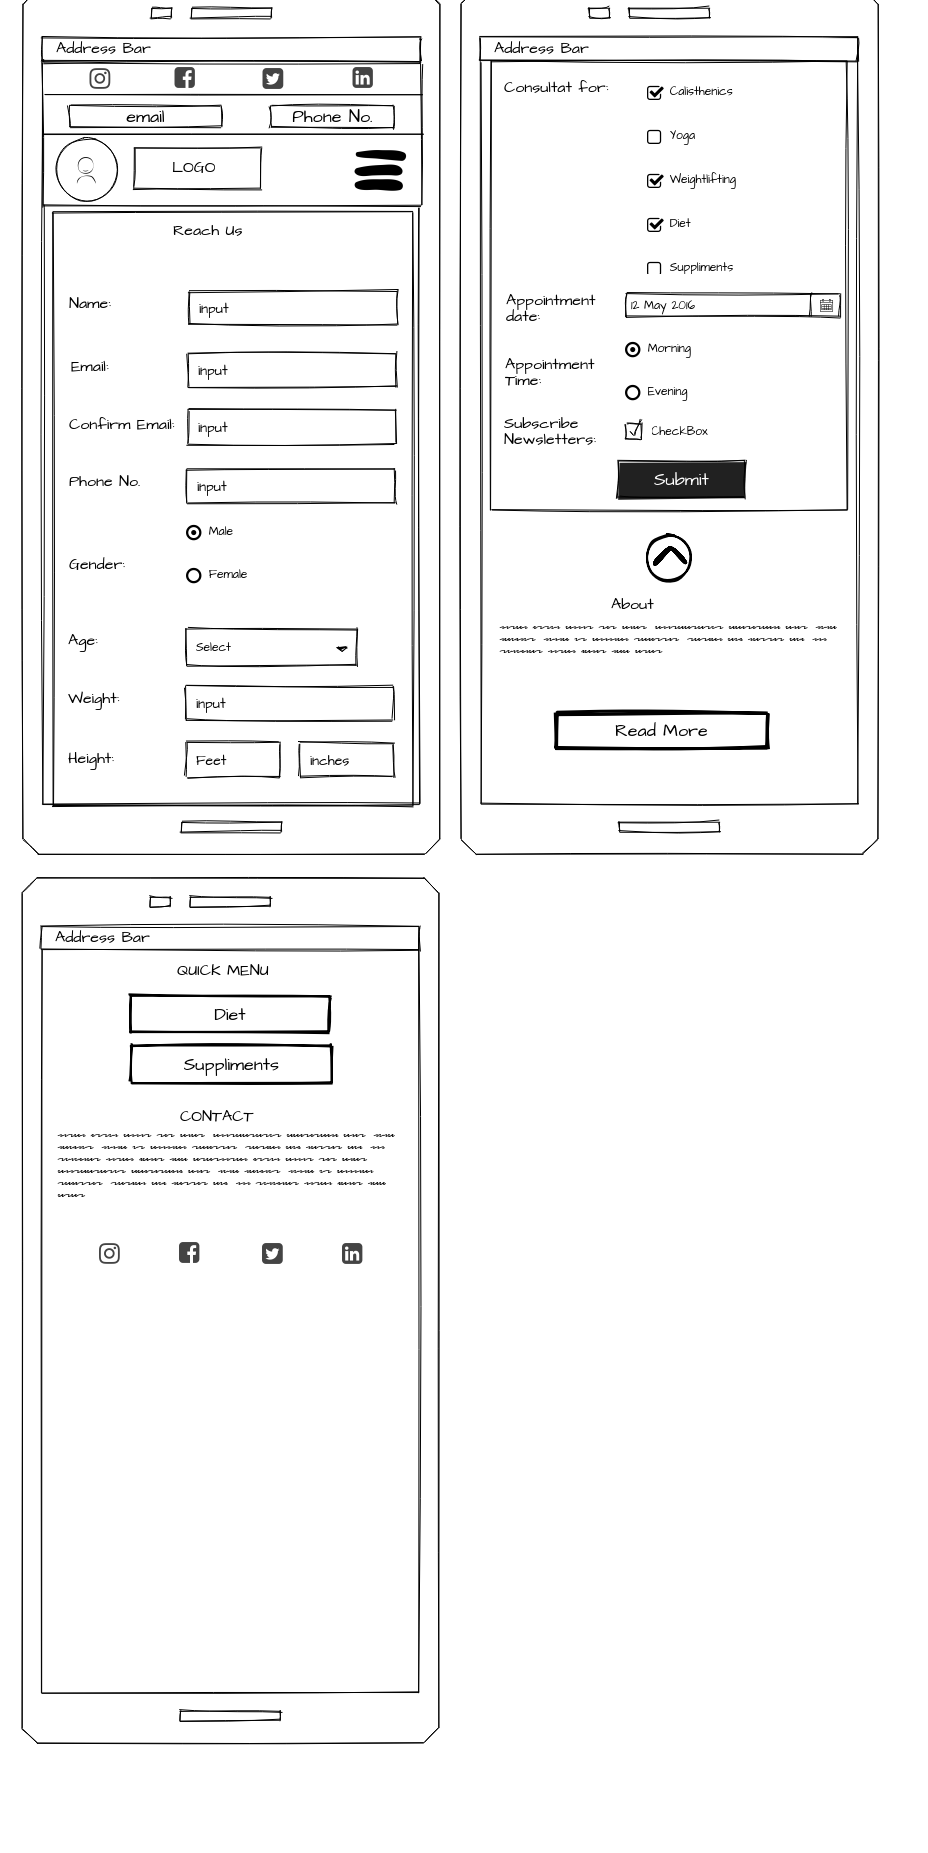 Address Bar
email
Phone No.
LOGO
Reach Us
Name:
input
Email:
input
Confirm Email:
input
Phone No.
input
Male
Gender:
Female
Age:
Select
Weight:
input
Height:
Feet
inches
Address Bar
Consultat for:
Calisthenics
Yoga
Weightlifting
Diet
Suppliments
Appointment
date:
12 May 2016
Morning
Appointment
Time:
Evening
Subscribe
Newsletters:
CheckBox
Submit
About
Read More
Address Bar
QUICK MENU
Diet
Suppliments
CONTACT